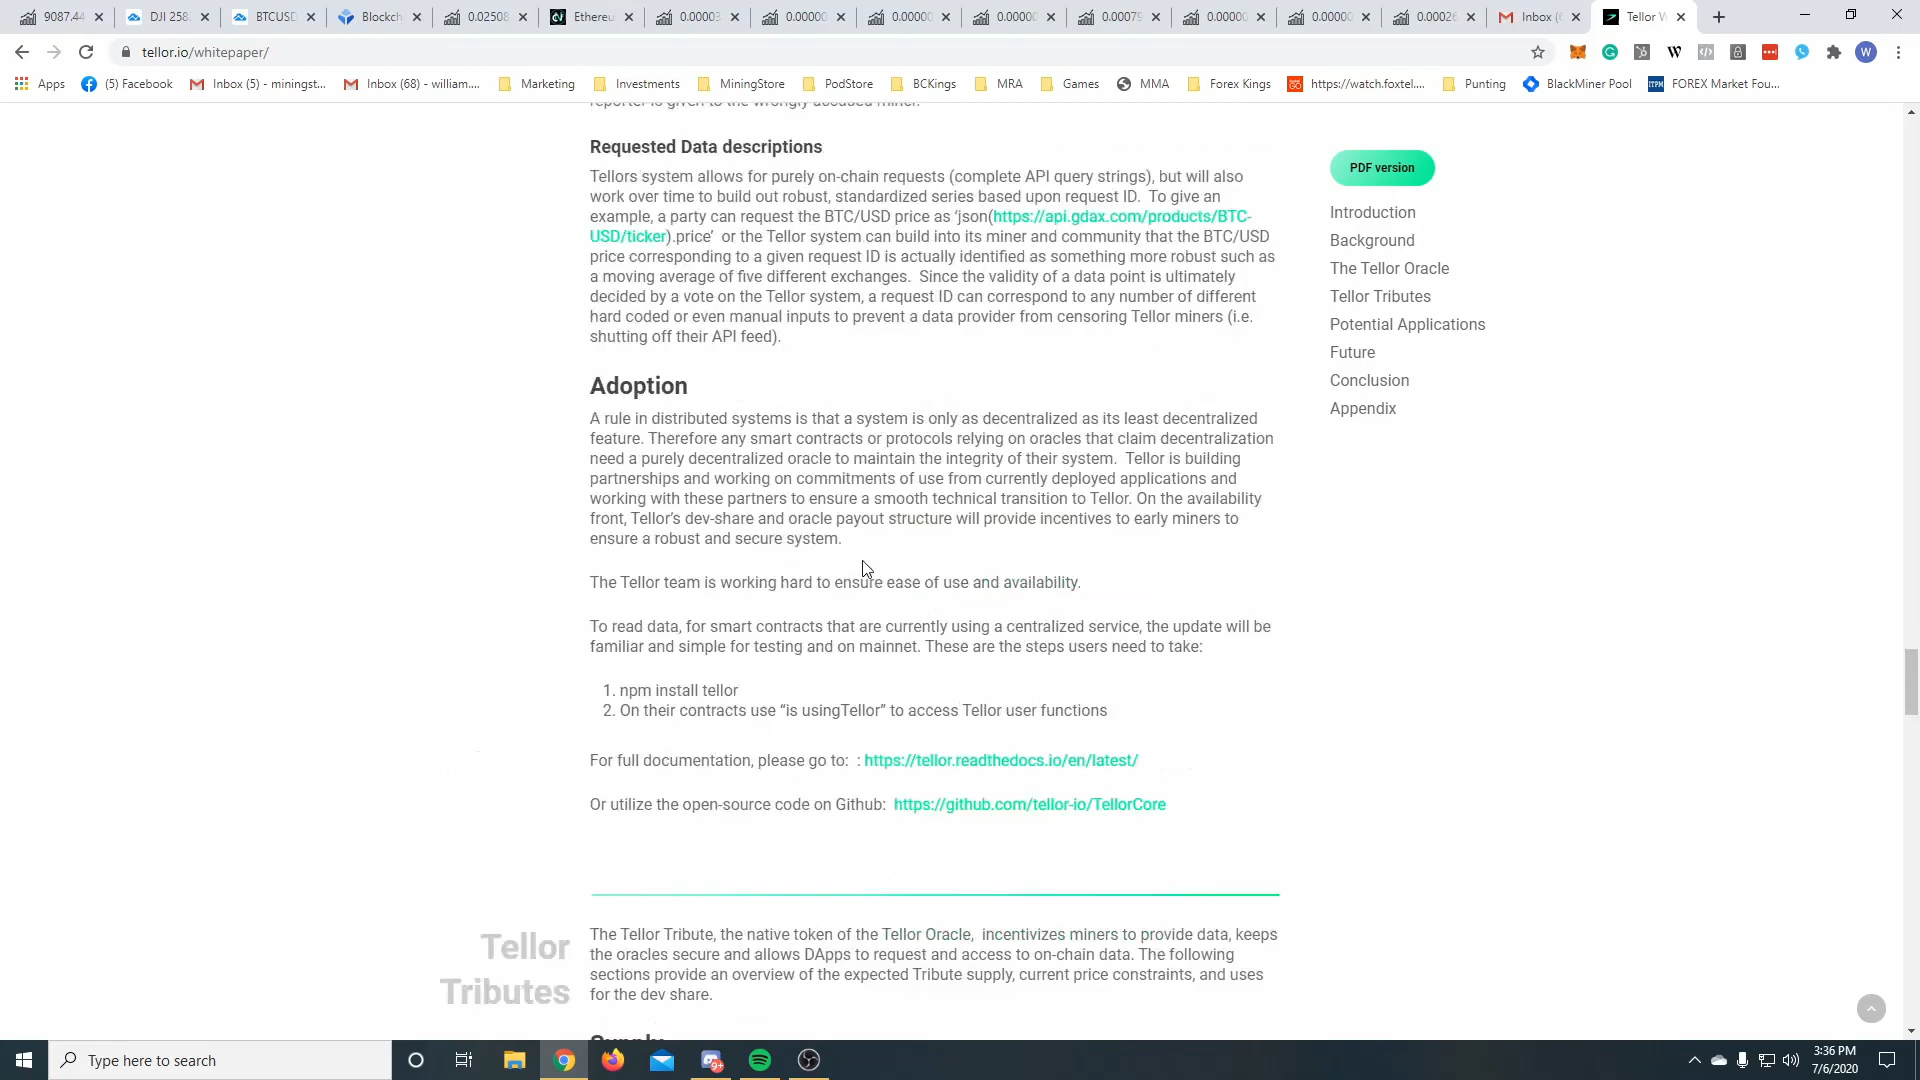 9087.44
DJI 258.
BTCUSD
Blockch
0.02508
Ethereu
0.00003
0.00000
0.00000
0.00000
0.00079
0.00000
0.00000
0.00026
Inbox (6
Tellor W
tellor.io/whitepaper/
Apps
(5) Facebook
Inbox (5) - miningst...
Inbox (68) - william....
Marketing
Investments
MiningStore
PodStore
BCKings
MRA
Games
MMA
Forex Kings
https://watch.foxtel....
Punting
BlackMiner Pool
FOREX Market Fou...
reporter is given to the wrongly accused miner.
Requested Data descriptions
Tellors system allows for purely on-chain requests (complete API query strings), but will also
work over time to build out robust, standardized series based upon request ID.  To give an
example, a party can request the BTC/USD price as ‘json(https://api.gdax.com/products/BTC-
USD/ticker).price’  or the Tellor system can build into its miner and community that the BTC/USD
price corresponding to a given request ID is actually identified as something more robust such as
a moving average of five different exchanges.  Since the validity of a data point is ultimately
decided by a vote on the Tellor system, a request ID can correspond to any number of different
hard coded or even manual inputs to prevent a data provider from censoring Tellor miners (i.e.
shutting off their API feed).
Adoption
A rule in distributed systems is that a system is only as decentralized as its least decentralized
feature. Therefore any smart contracts or protocols relying on oracles that claim decentralization
need a purely decentralized oracle to maintain the integrity of their system.  Tellor is building
partnerships and working on commitments of use from currently deployed applications and
working with these partners to ensure a smooth technical transition to Tellor. On the availability
front, Tellor’s dev-share and oracle payout structure will provide incentives to early miners to
ensure a robust and secure system.
The Tellor team is working hard to ensure ease of use and availability.
To read data, for smart contracts that are currently using a centralized service, the update will be
familiar and simple for testing and on mainnet. These are the steps users need to take:
1. npm install tellor
2. On their contracts use “is usingTellor” to access Tellor user functions
For full documentation, please go to:  : https://tellor.readthedocs.io/en/latest/
Or utilize the open-source code on Github:  https://github.com/tellor-io/TellorCore
Tellor
Tributes
The Tellor Tribute, the native token of the Tellor Oracle,  incentivizes miners to provide data, keeps
the oracles secure and allows DApps to request and access to on-chain data. The following
sections provide an overview of the expected Tribute supply, current price constraints, and uses
for the dev share.
Supply
PDF version
Introduction
Background
The Tellor Oracle
Tellor Tributes
Potential Applications
Future
Conclusion
Appendix
Type here to search
3:36 PM
7/6/2020